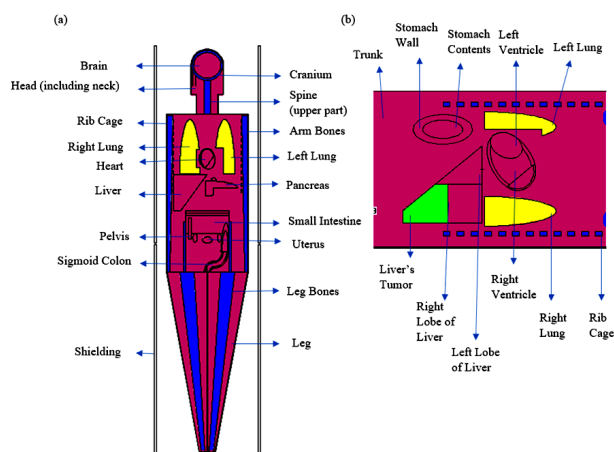 (a)
Brain
Head (including neck)
Cranium
Spine
(upper part)
Rib Cage
Arm Bones
Right Lung
Heart
Left Lung
Liver
Pancreas
Small Intestine
Pelvis
Uterus
Sigmoid Colon
Leg Bones
Shielding
Leg
(b)
Trunk
Stomach
Wall
Stomach
Contents
Left
Ventricle
Left Lung
Liver's
Tumor
Right
Lobe of
Liver
Left Lobe
of Liver
Right
Ventricle
Right
Lung
Rib
Cage